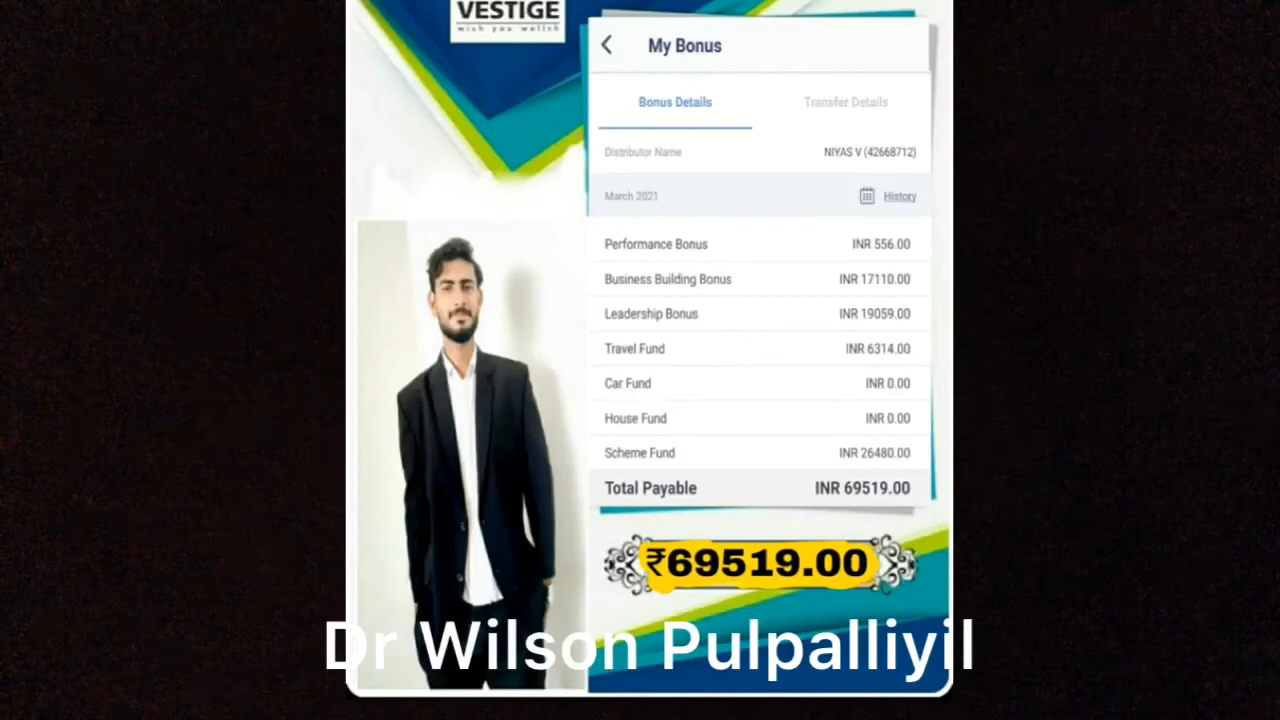 VESTIGE
wish you wellth
My Bonus
Bonus Details Transfer Details
Distributor Name NIYAS V (42668712)
March 2021 History
Performance Bonus INR 556.00
Business Building Bonus INR 17110.00
Leadership Bonus INR 19059.00
Travel Fund INR 6314.00
Car Fund INR 0.00
House Fund INR 0.00
Scheme Fund INR 26480.00
Total Payable INR 69519.00
₹69519.00
Dr Wilson Pulpalliyil